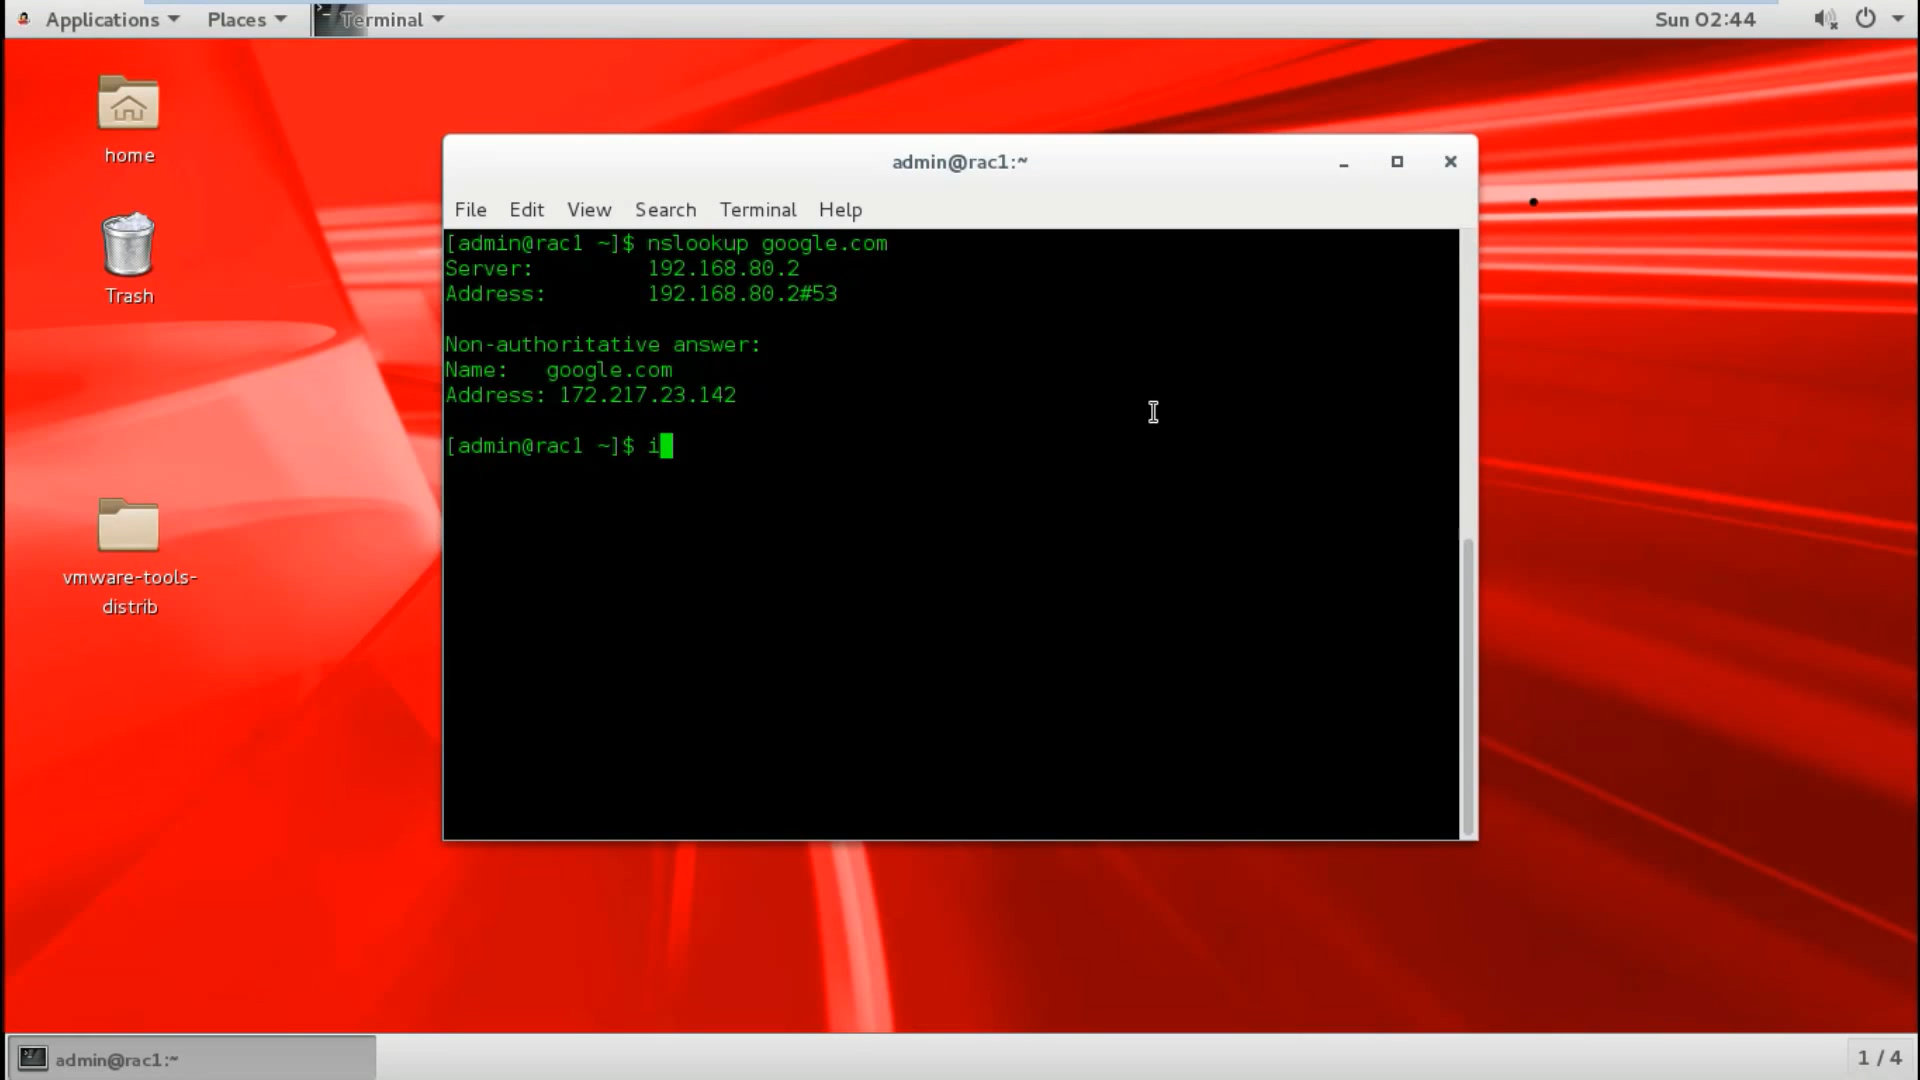 Applications Places Terminal Sun 02:44
home
Trash
vmware-tools-
distrib
admin@rac1:~
File Edit View Search Terminal Help
[admin@rac1 ~]$ nslookup google.com
Server: 192.168.80.2
Address: 192.168.80.2#53
Non-authoritative answer:
Name: google.com
Address: 172.217.23.142
[admin@rac1 ~]$ i
admin@rac1:~
1 / 4